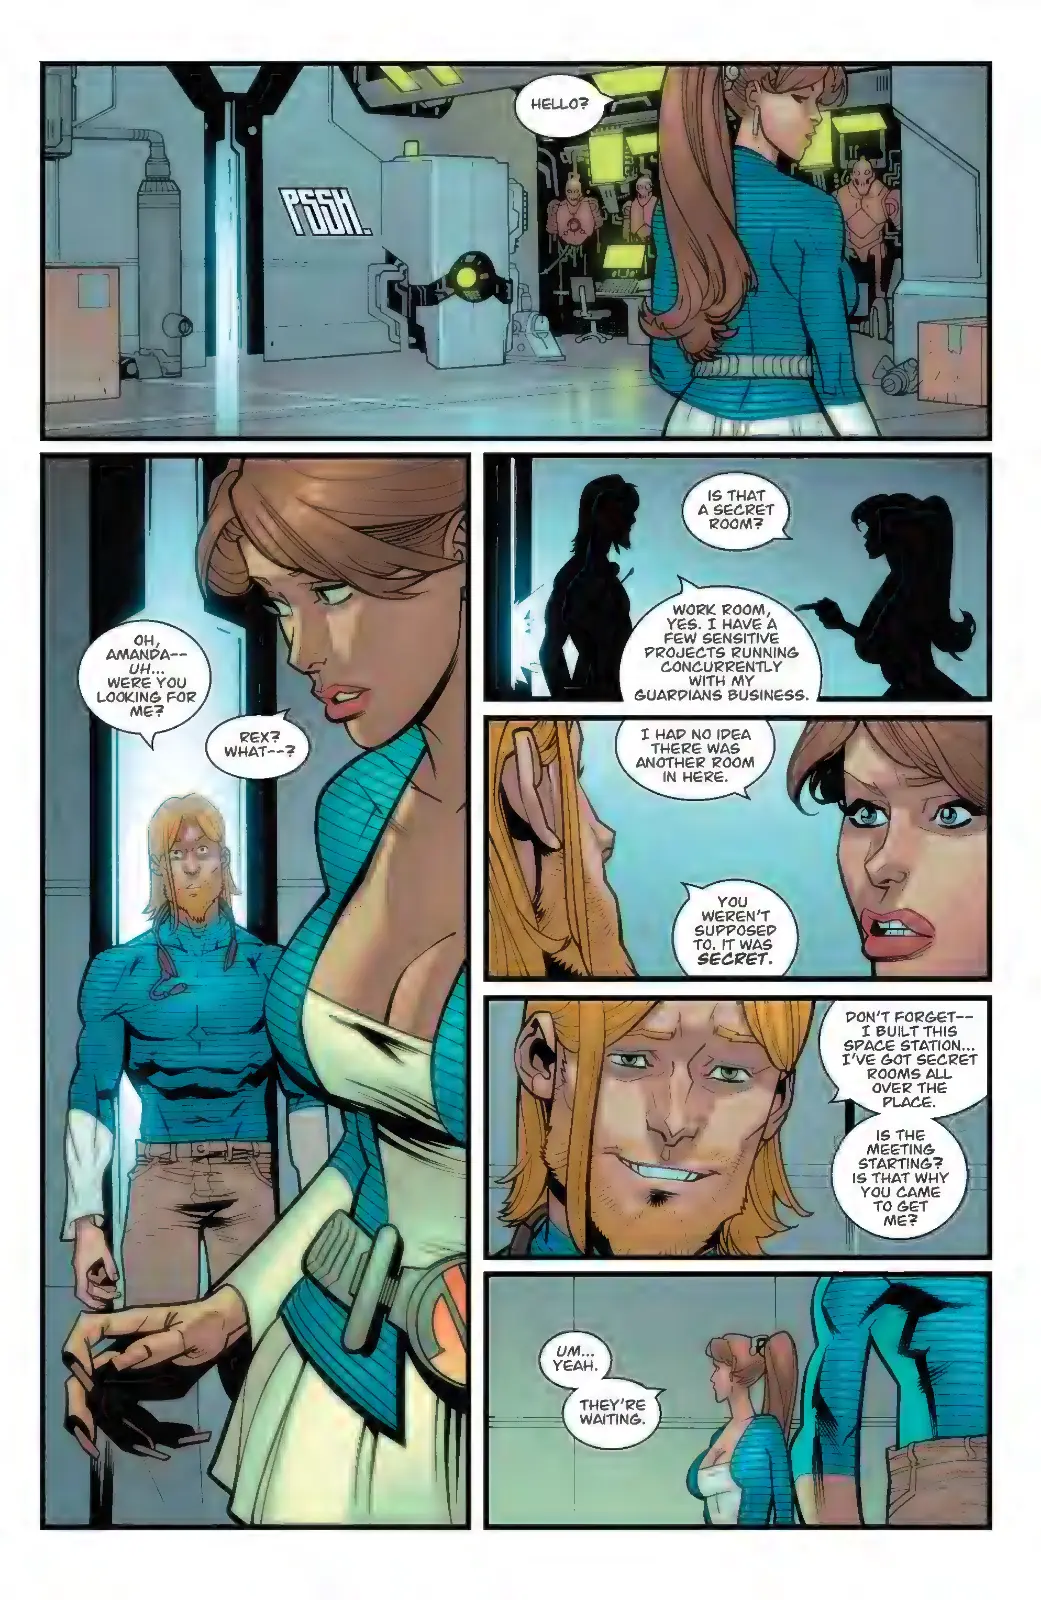 HELLO?
PSSH.
OH,
AMANDA--
UH...
WERE YOU
LOOKING FOR
ME?
REX?
WHAT--?
IS THAT
A SECRET
ROOM?
WORK ROOM,
YES. I HAVE A
FEW SENSITIVE
PROJECTS RUNNING
CONCURRENTLY
WITH MY
GUARDIANS BUSINESS.
I HAD NO IDEA
THERE WAS
ANOTHER ROOM
IN HERE.
YOU
WEREN'T
SUPPOSED
TO. IT WAS
SECRET.
DON'T FORGET--
I BUILT THIS
SPACE STATION...
I'VE GOT SECRET
ROOMS ALL
OVER THE
PLACE.
IS THE
MEETING
STARTING?
IS THAT WHY
YOU CAME
TO GET
ME?
UM...
YEAH.
THEY'RE
WAITING.